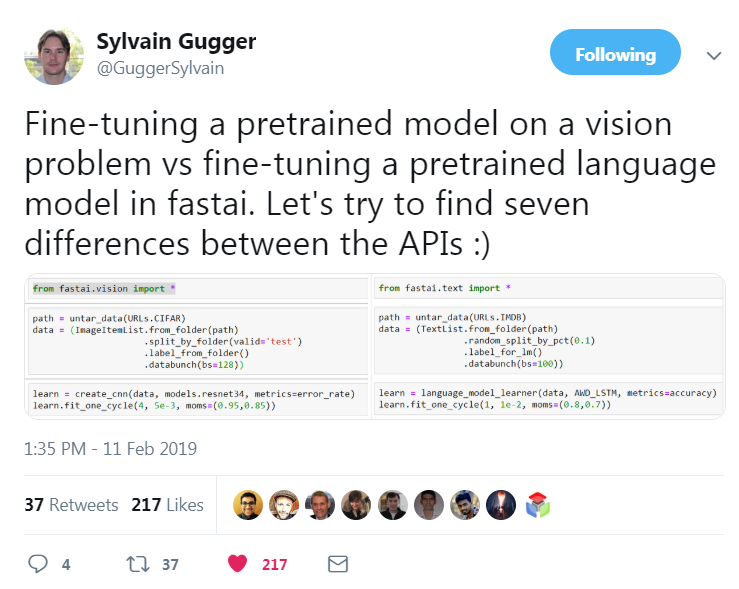 Sylvain Gugger
@GuggerSylvain
Following
Fine-tuning a pretrained model on a vision
problem vs fine-tuning a pretrained language
model in fastai. Let's try to find seven
differences between the APIs :)
from fastai.vision import *
path = untar_data(URLs.CIFAR)
data = (ImageItemList.from_folder(path)
.split_by_folder(valid='test')
.label_from_folder()
.databunch(bs=128))
learn = create_cnn(data, models.resnet34, metrics=error_rate)
learn.fit_one_cycle(4, 5e-3, moms=(0.95,0.85))
from fastai.text import *
path = untar_data(URLs.IMDB)
data = (TextList.from_folder(path)
.random_split_by_pct(0.1)
.label_for_lm()
.databunch(bs=100))
learn = language_model_learner(data, AWD_LSTM, metrics=accuracy)
learn.fit_one_cycle(1, 1e-2, moms=(0.8,0.7))
1:35 PM - 11 Feb 2019
37 Retweets 217 Likes
4 37 217